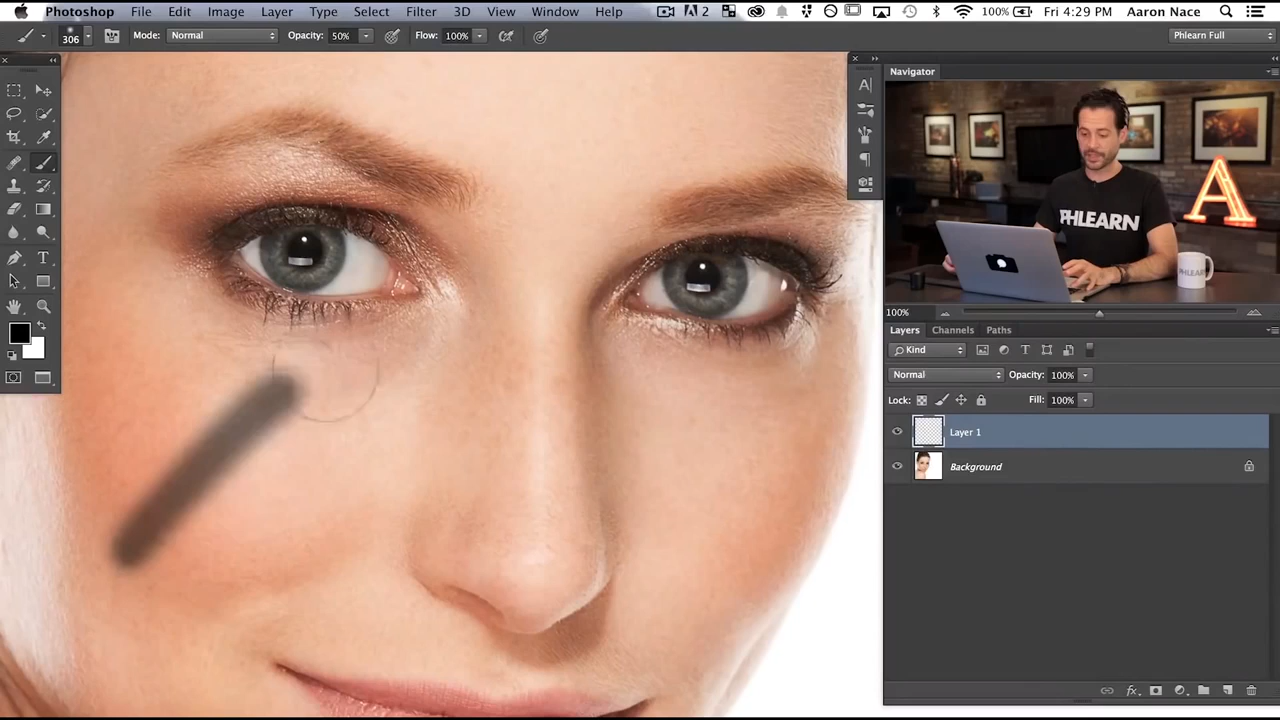 Photoshop File Edit Image Layer Type Select Filter 3D View Window Help 2 100% Fri 4:29 PM Aaron Nace
306 Mode: Normal Opacity: 50% Flow: 100% Phlearn Full
Navigator
PHLEARN
A
PHLEARN
100%
Layers Channels Paths
Kind
Normal Opacity: 100%
Lock: Fill: 100%
Layer 1
Background